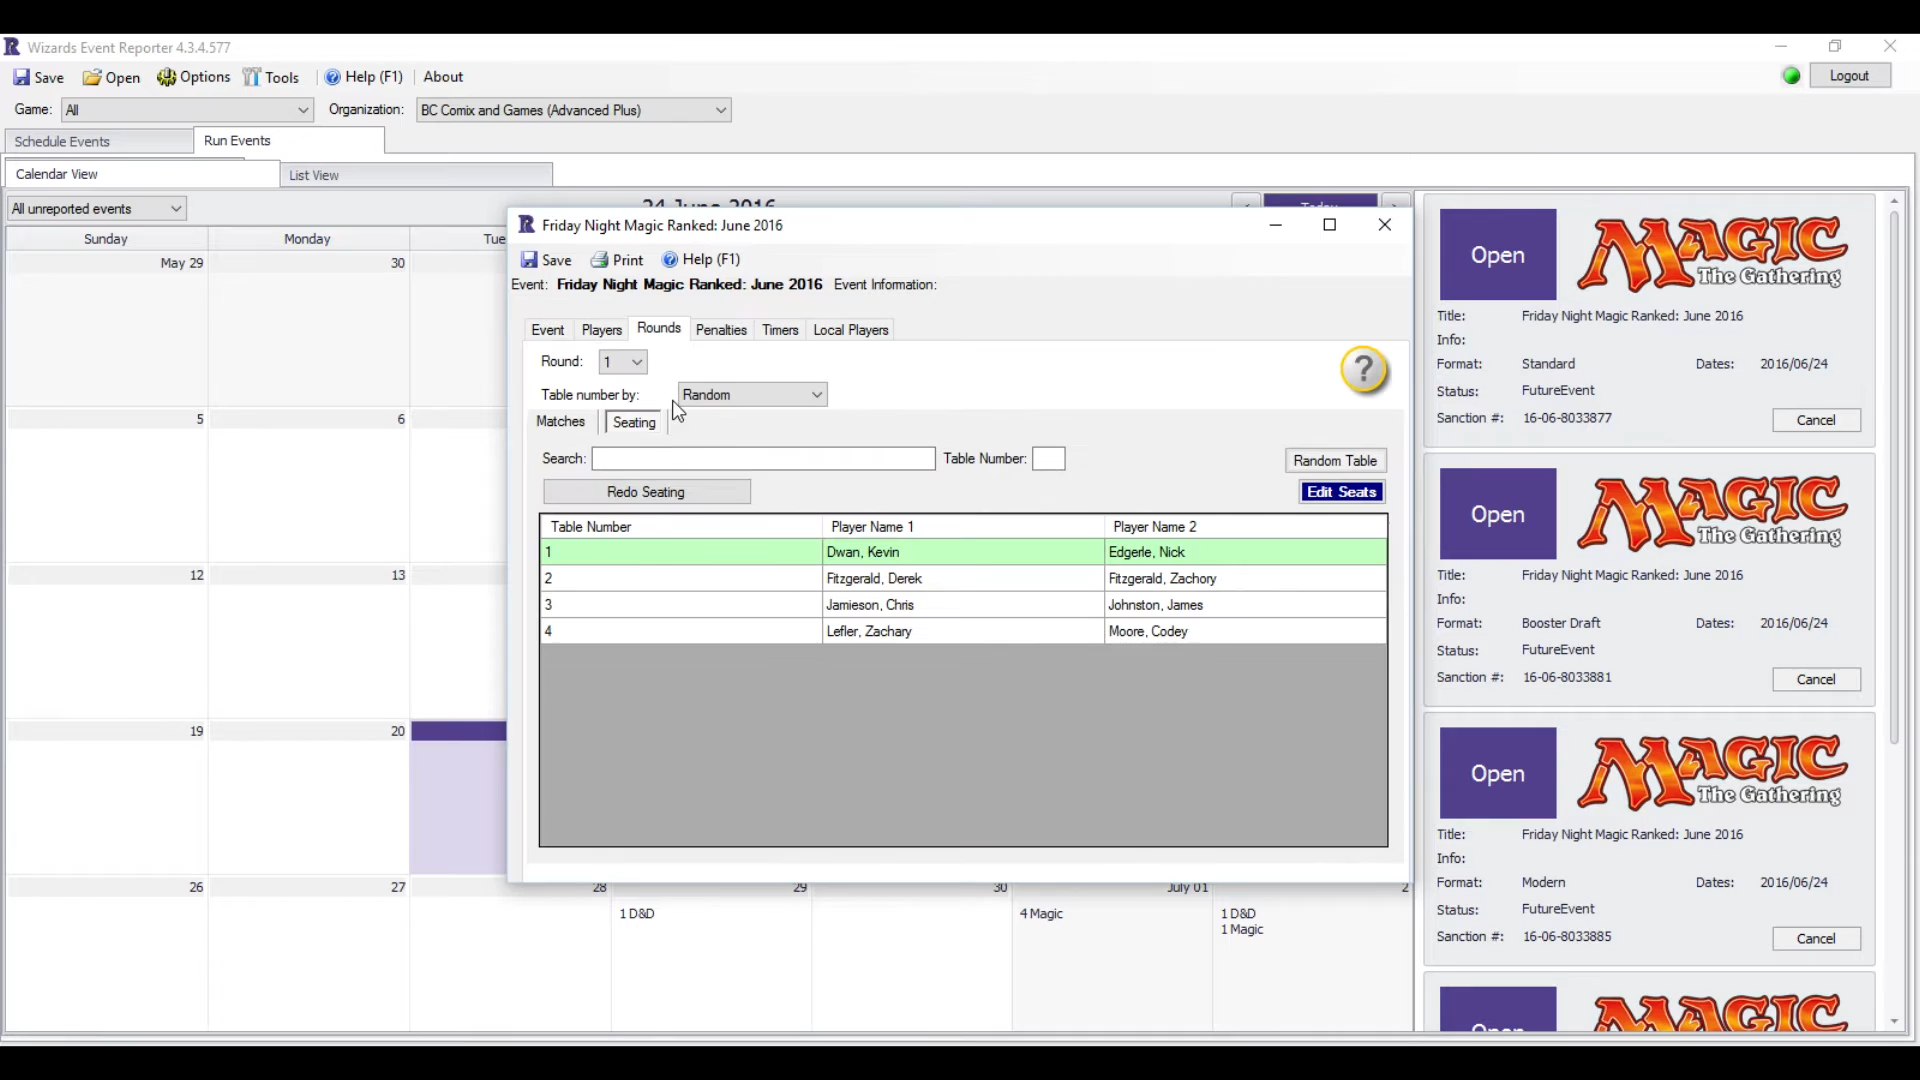 Wizards Event Reporter 4.3.4.577
Save Open Options Tools Help (F1) About Logout
Game: All Organization: BC Comix and Games (Advanced Plus)
Schedule Events Run Events
Calendar View List View
All unreported events 24 June 2016 Today
Sunday Monday Tue
May 29 30
5 6
12 13
19 20
26 27 28 29 30 July 01 2
1 D&D 4 Magic 1 D&D
1 Magic
Friday Night Magic Ranked: June 2016
Save Print Help (F1)
Event: Friday Night Magic Ranked: June 2016 Event Information:
Event Players Rounds Penalties Timers Local Players
Round: 1
?
Table number by: Random
Matches Seating
Search: Table Number: Random Table
Redo Seating Edit Seats
Table Number Player Name 1 Player Name 2
1 Dwan, Kevin Edgerle, Nick
2 Fitzgerald, Derek Fitzgerald, Zachory
3 Jamieson, Chris Johnston, James
4 Lefler, Zachary Moore, Codey
Open MAGIC The Gathering
Title: Friday Night Magic Ranked: June 2016
Info:
Format: Standard Dates: 2016/06/24
Status: FutureEvent
Sanction #: 16-06-8033877 Cancel
Open MAGIC The Gathering
Title: Friday Night Magic Ranked: June 2016
Info:
Format: Booster Draft Dates: 2016/06/24
Status: FutureEvent
Sanction #: 16-06-8033881 Cancel
Open MAGIC The Gathering
Title: Friday Night Magic Ranked: June 2016
Info:
Format: Modern Dates: 2016/06/24
Status: FutureEvent
Sanction #: 16-06-8033885 Cancel
Open MAGIC